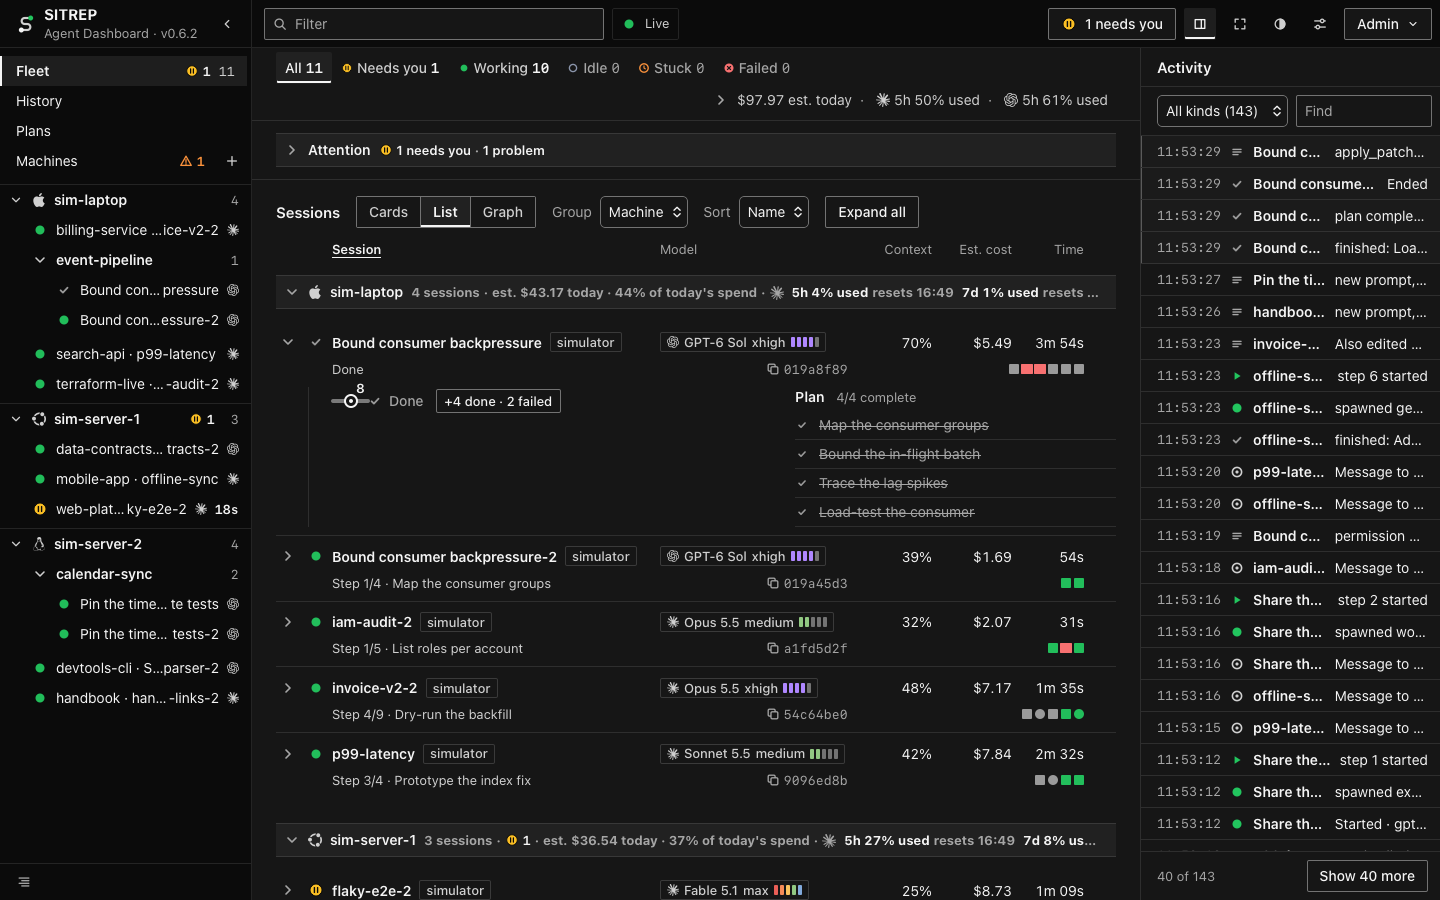 SITREP
Agent Dashboard · v0.6.2
Filter
Live
1 needs you
Admin
Fleet 1 11
History
Plans
Machines 1
sim-laptop 4
billing-service ...ice-v2-2
event-pipeline 1
Bound con... pressure
Bound con...essure-2
search-api · p99-latency
terraform-live ·...-audit-2
sim-server-1 1 3
data-contracts... tracts-2
mobile-app · offline-sync
web-plat... ky-e2e-2 18s
sim-server-2 4
calendar-sync 2
Pin the time... te tests
Pin the time... tests-2
devtools-cli · S...parser-2
handbook · han... -links-2
All 11 Needs you 1 Working 10 Idle 0 Stuck 0 Failed 0
$97.97 est. today · 5h 50% used · 5h 61% used
Attention 1 needs you · 1 problem
Sessions Cards List Graph Group Machine Sort Name Expand all
Session Model Context Est. cost Time
sim-laptop 4 sessions · est. $43.17 today · 44% of today's spend · 5h 4% used resets 16:49 7d 1% used resets ...
Bound consumer backpressure simulator GPT-6 Sol xhigh 70% $5.49 3m 54s
Done 019a8f89
8
Done +4 done · 2 failed
Plan 4/4 complete
Map the consumer groups
Bound the in-flight batch
Trace the lag spikes
Load-test the consumer
Bound consumer backpressure-2 simulator GPT-6 Sol xhigh 39% $1.69 54s
Step 1/4 · Map the consumer groups 019a45d3
iam-audit-2 simulator Opus 5.5 medium 32% $2.07 31s
Step 1/5 · List roles per account a1fd5d2f
invoice-v2-2 simulator Opus 5.5 xhigh 48% $7.17 1m 35s
Step 4/9 · Dry-run the backfill 54c64be0
p99-latency simulator Sonnet 5.5 medium 42% $7.84 2m 32s
Step 3/4 · Prototype the index fix 9096ed8b
sim-server-1 3 sessions · 1 · est. $36.54 today · 37% of today's spend · 5h 27% used resets 16:49 7d 8% us...
flaky-e2e-2 simulator Fable 5.1 max 25% $8.73 1m 09s
Activity
All kinds (143) Find
11:53:29 Bound c... apply_patch...
11:53:29 Bound consume... Ended
11:53:29 Bound c... plan comple...
11:53:29 Bound c... finished: Loa...
11:53:27 Pin the ti... new prompt,...
11:53:26 handboo... new prompt,...
11:53:23 invoice-... Also edited ...
11:53:23 offline-s... step 6 started
11:53:23 offline-s... spawned ge...
11:53:23 offline-s... finished: Ad...
11:53:20 p99-late... Message to ...
11:53:20 offline-s... Message to ...
11:53:19 Bound c... permission ...
11:53:18 iam-audi... Message to ...
11:53:16 Share th... step 2 started
11:53:16 Share th... spawned wo...
11:53:16 Share th... Message to ...
11:53:16 offline-s... Message to ...
11:53:15 p99-late... Message to ...
11:53:12 Share the... step 1 started
11:53:12 Share th... spawned ex...
11:53:12 Share th... Started · gpt...
40 of 143 Show 40 more